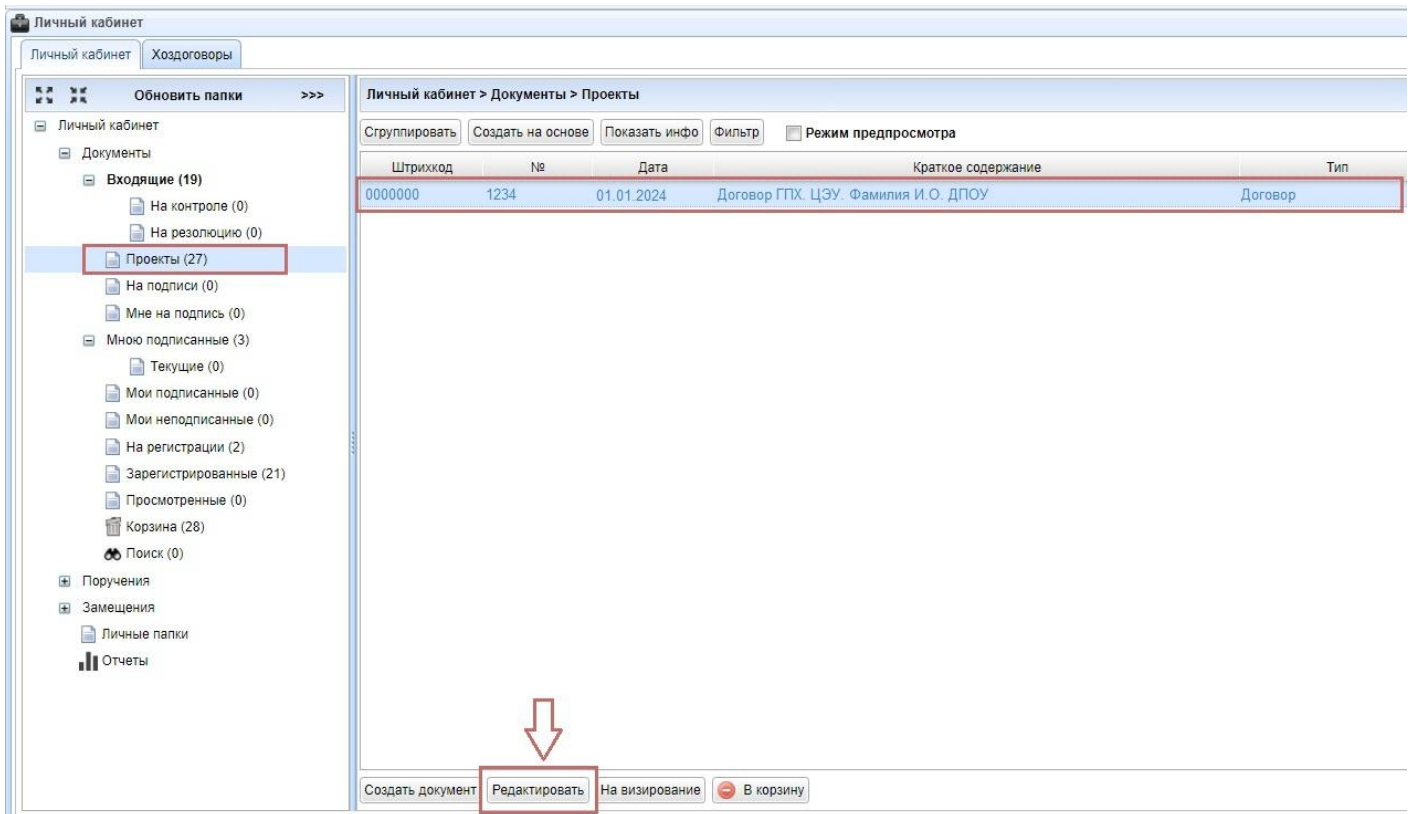 Личный кабинет
Личный кабинет Хоздоговоры
Обновить папки >>>
Личный кабинет
Документы
Входящие (19)
На контроле (0)
На резолюцию (0)
Проекты (27)
На подписи (0)
Мне на подпись (0)
Мною подписанные (3)
Текущие (0)
Мои подписанные (0)
Мои неподписанные (0)
На регистрации (2)
Зарегистрированные (21)
Просмотренные (0)
Корзина (28)
Поиск (0)
Поручения
Замещения
Личные папки
Отчеты
Личный кабинет > Документы > Проекты
Сгруппировать Создать на основе Показать инфо Фильтр Режим предпросмотра
Штрихкод № Дата Краткое содержание Тип
0000000 1234 01.01.2024 Договор ГПХ. ЦЭУ. Фамилия И.О. ДПОУ Договор
Создать документ Редактировать На визирование В корзину